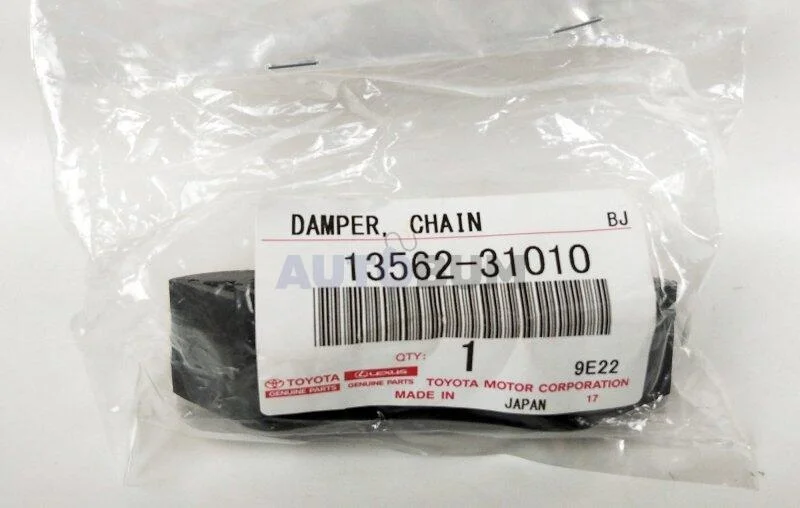 DAMPER, CHAIN BJ
13562-31010
QTY: 1 9E22
TOYOTA LEXUS TOYOTA MOTOR CORPORATION
GENUINE PARTS GENUINE PARTS
MADE IN JAPAN 17